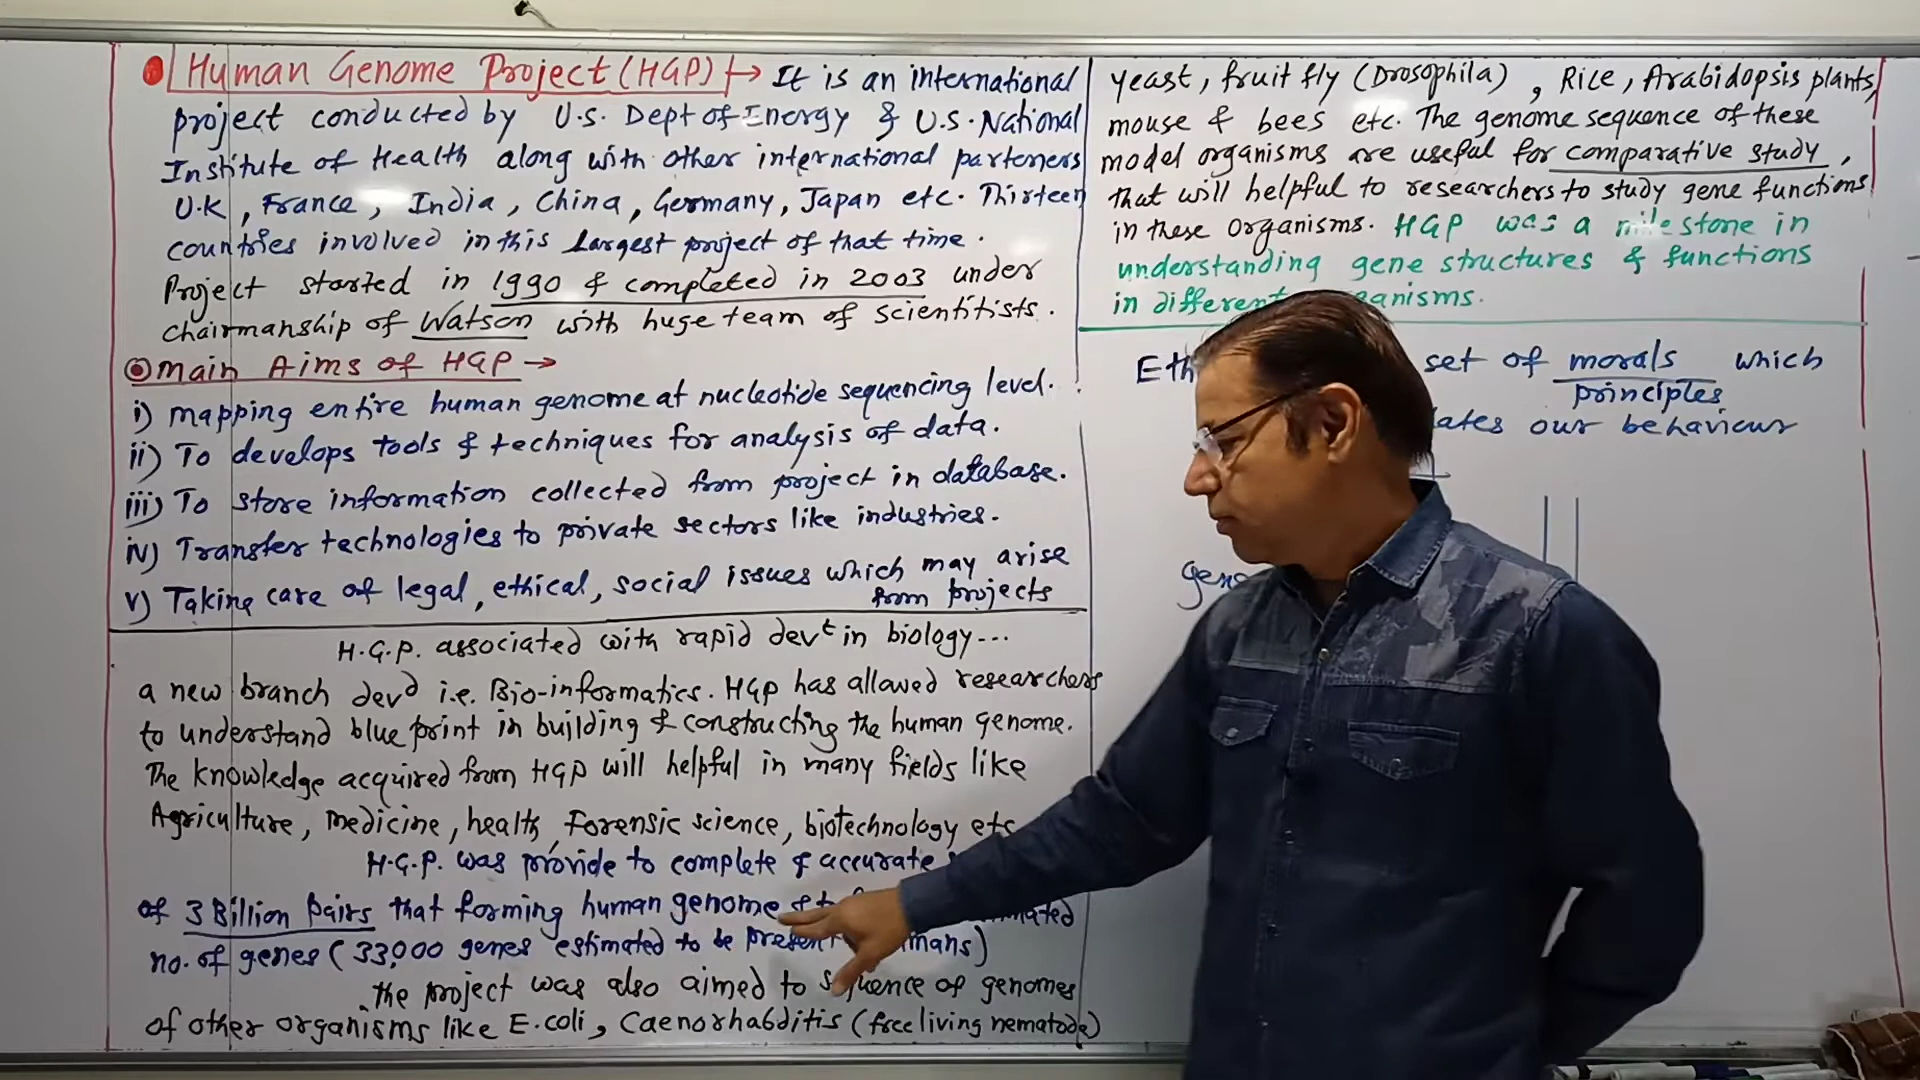 Human Genome Project (HGP) → It is an international
project conducted by U.S. Dept of Energy & U.S. National
Institute of Health along with other international parteners
U.K, France, India, China, Germany, Japan etc. Thirteen
countries involved in this largest project of that time.
Project started in 1990 & completed in 2003 under
chairmanship of Watson with huge team of scientitists.
Main Aims of HGP →
i) mapping entire human genome at nucleotide sequencing level.
ii) To develops tools & techniques for analysis of data.
iii) To store information collected from project in database.
iv) Transfer technologies to private sectors like industries.
v) Taking care of legal, ethical, social issues which may arise
from projects
H.G.P. associated with rapid devt in biology...
a new branch devd i.e. Bio-informatics. HGP has allowed researchers
to understand blue print in building & constructing the human genome.
The knowledge acquired from HGP will helpful in many fields like
Agriculture, medicine, health, Forensic science, biotechnology etc
H.G.P. was provide to complete & accurate
of 3 Billion pairs that forming human genome &
no. of genes (33,000 genes estimated to be present
The project was also aimed to sequence of genomes
of other organisms like E.coli, Caenorhabditis (free living nematode)
yeast, fruit fly (Drosophila), Rice, Arabidopsis plants,
mouse & bees etc. The genome sequence of these
model organisms are useful for comparative study,
that will helpful to researchers to study gene functions
in these organisms. HGP was a milestone in
understanding gene structures & functions
in different organisms.
set of morals which
principles
our behaviour